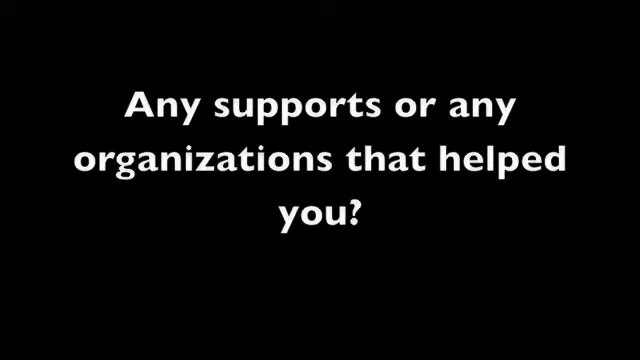 Any supports or any
organizations that helped
you?